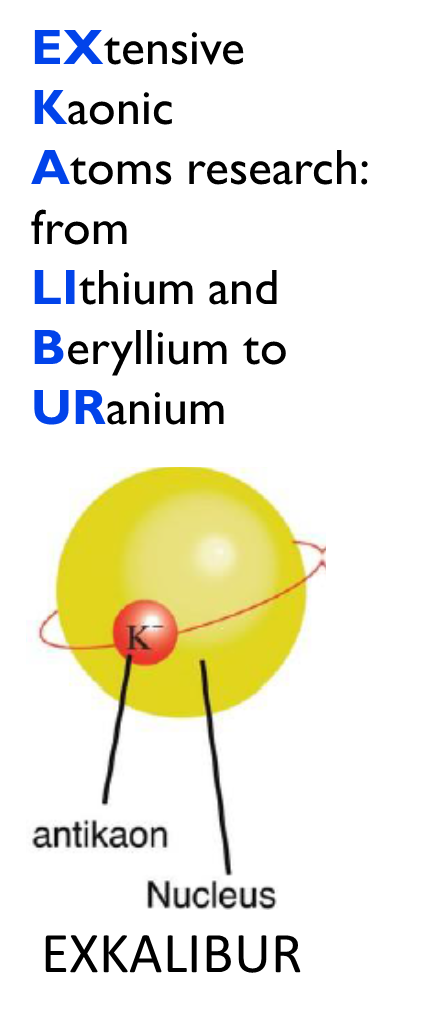 EXtensive
Kaonic
Atoms research:
from
LIthium and
Beryllium to
URanium
K⁻
antikaon
Nucleus
EXKALIBUR